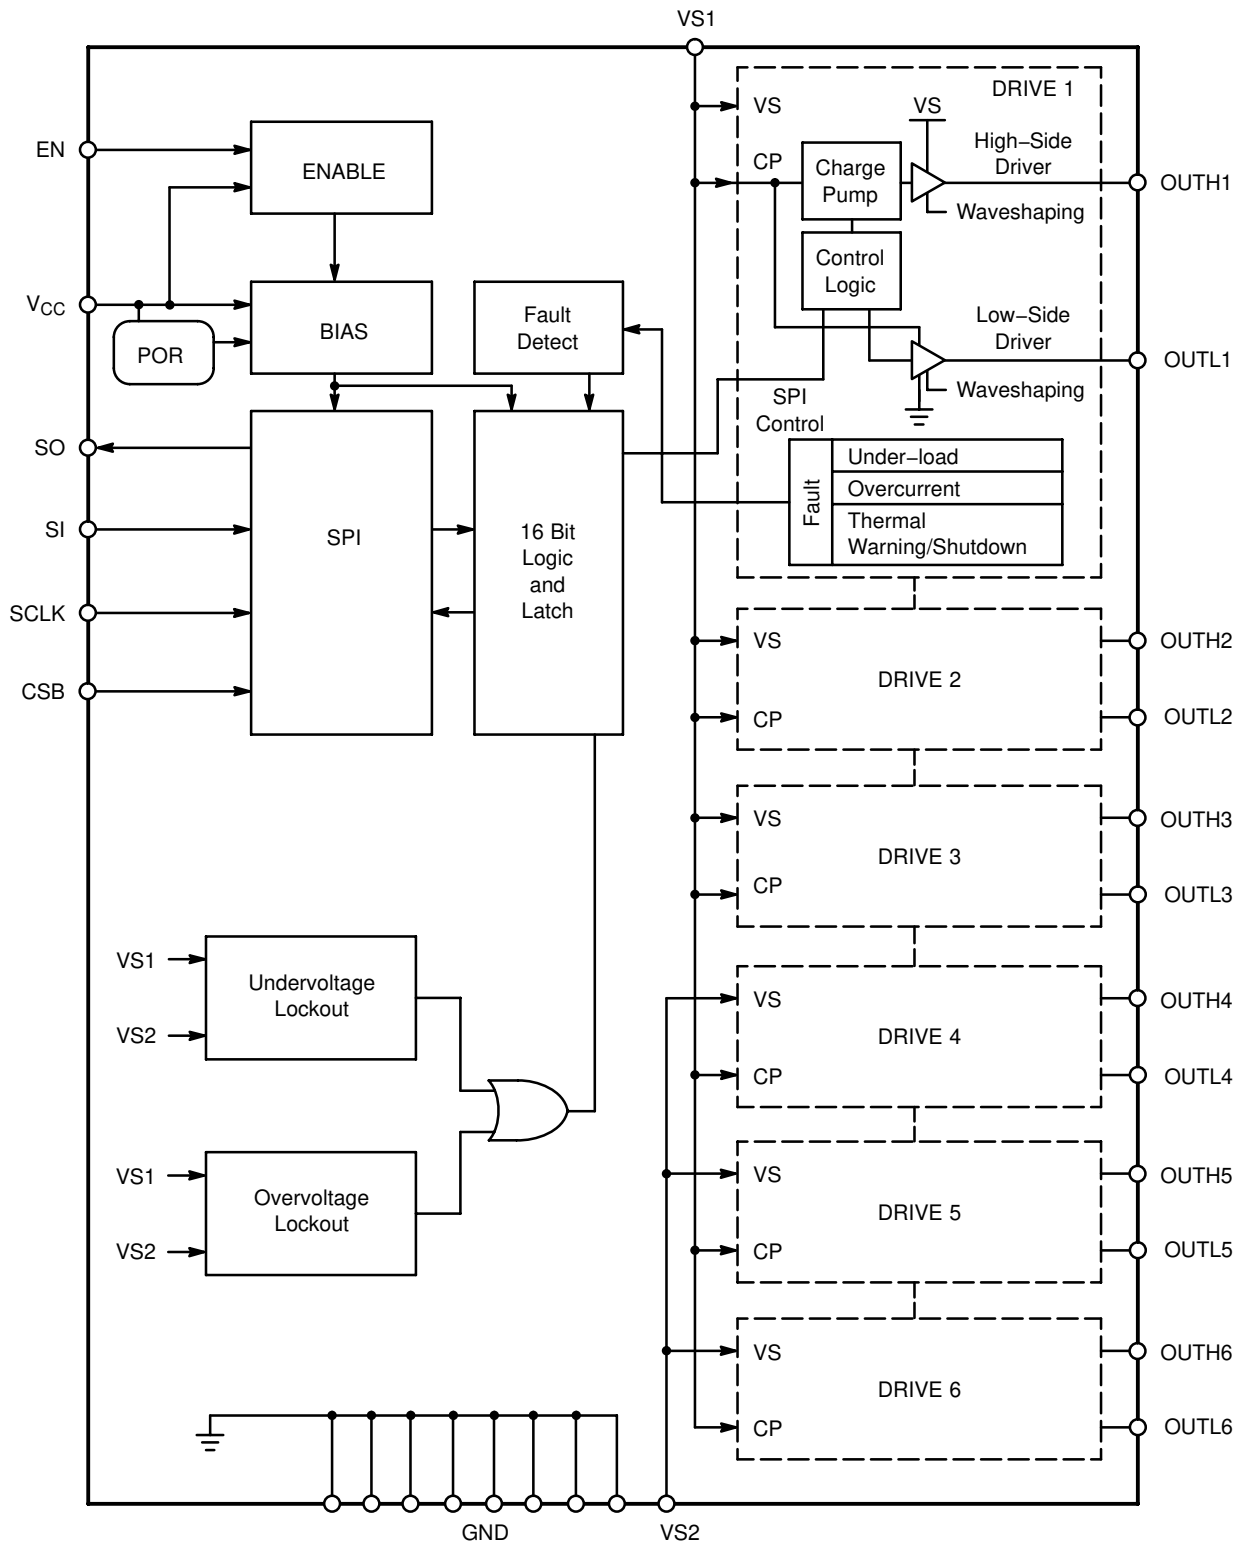 VS1
DRIVE 1
VS
VS
EN
ENABLE
CP
Charge
Pump
High−Side
Driver
OUTH1
Waveshaping
Control
Logic
VCC
BIAS
POR
Fault
Detect
Low−Side
Driver
OUTL1
Waveshaping
SPI
Control
SO
SI
SCLK
CSB
SPI
16 Bit
Logic
and
Latch
Fault
Under−load
Overcurrent
Thermal
Warning/Shutdown
VS
DRIVE 2
CP
OUTH2
OUTL2
VS
DRIVE 3
CP
OUTH3
OUTL3
VS1
VS2
Undervoltage
Lockout
VS
DRIVE 4
CP
OUTH4
OUTL4
VS1
VS2
Overvoltage
Lockout
VS
DRIVE 5
CP
OUTH5
OUTL5
VS
DRIVE 6
CP
OUTH6
OUTL6
GND
VS2